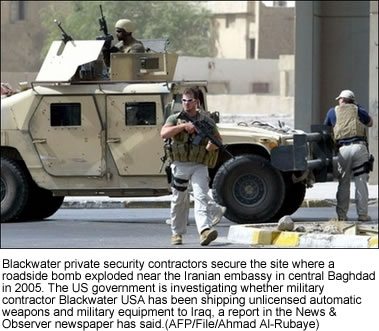 Blackwater private security contractors secure the site where a
roadside bomb exploded near the Iranian embassy in central Baghdad
in 2005. The US government is investigating whether military
contractor Blackwater USA has been shipping unlicensed automatic
weapons and military equipment to Iraq, a report in the News &
Observer newspaper has said.(AFP/File/Ahmad Al-Rubaye)